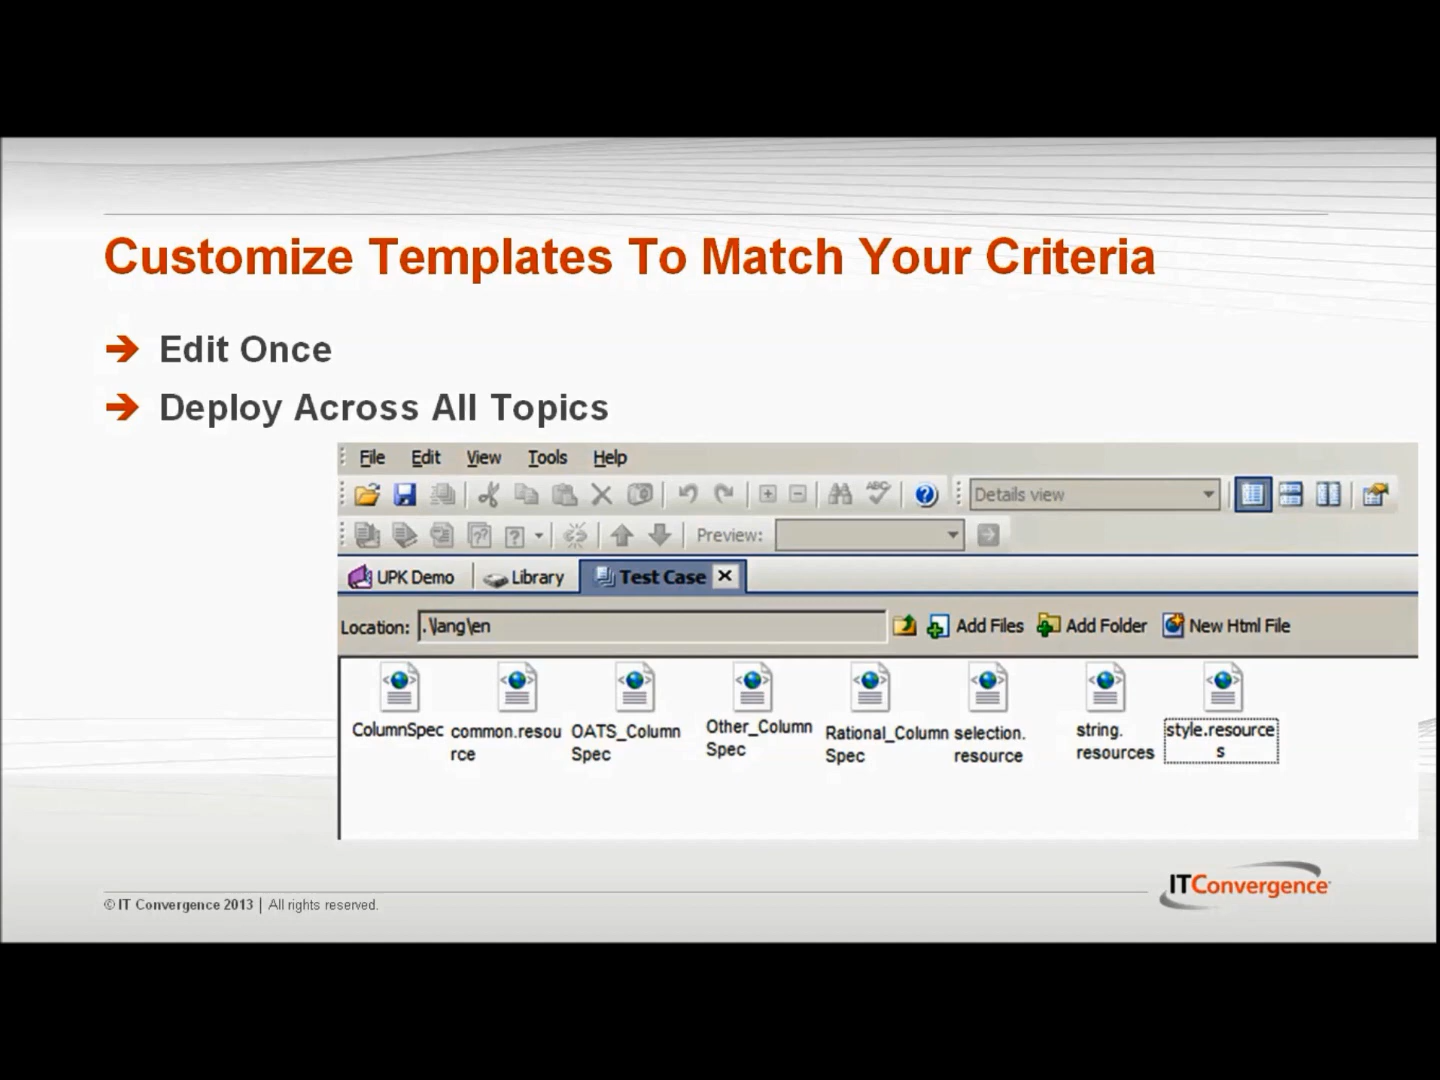 Customize Templates To Match Your Criteria
Edit Once
Deploy Across All Topics
File Edit View Tools Help
ABC Details view
Preview:
UPK Demo Library Test Case
Location: .\lang\en Add Files Add Folder New Html File
ColumnSpec common.resou OATS_Column Other_Column Rational_Column selection. string. style.resource
rce Spec Spec Spec resource resources s
ITConvergence
© IT Convergence 2013 | All rights reserved.